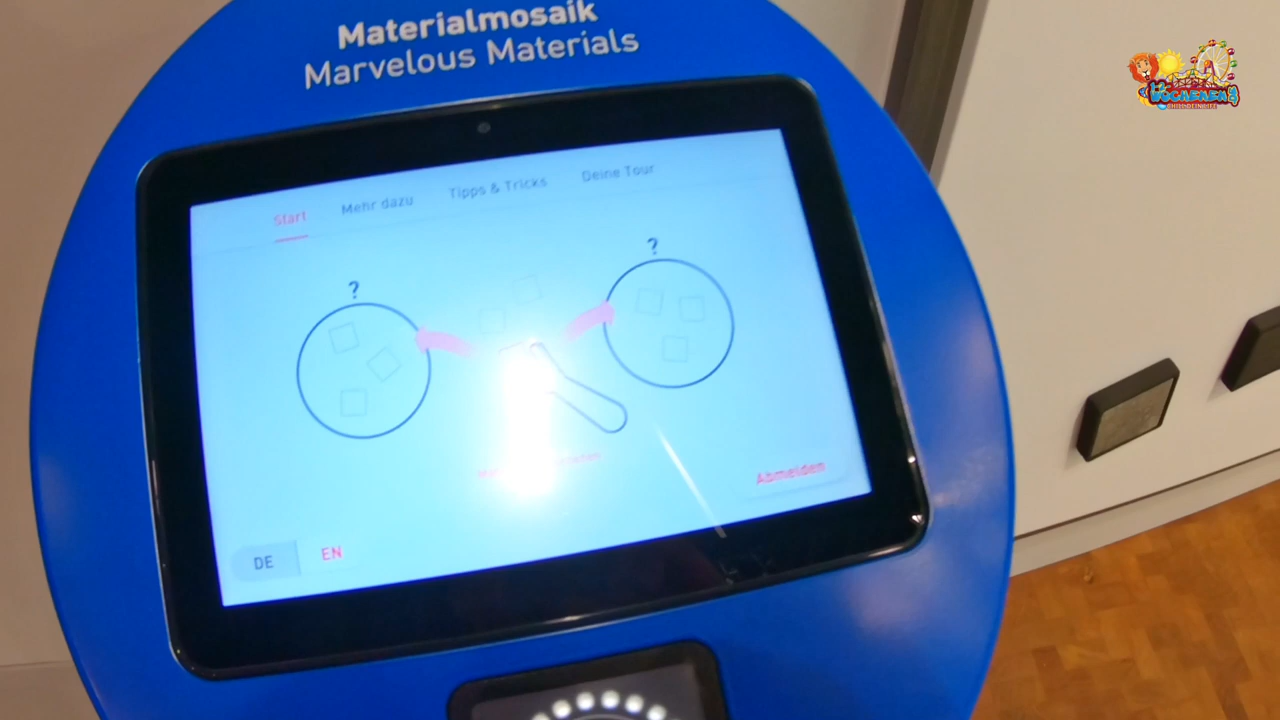 Materialmosaik
Marvelous Materials
Start
Mehr dazu
Tipps & Tricks
Deine Tour
?
?
Abmelden
DE
EN